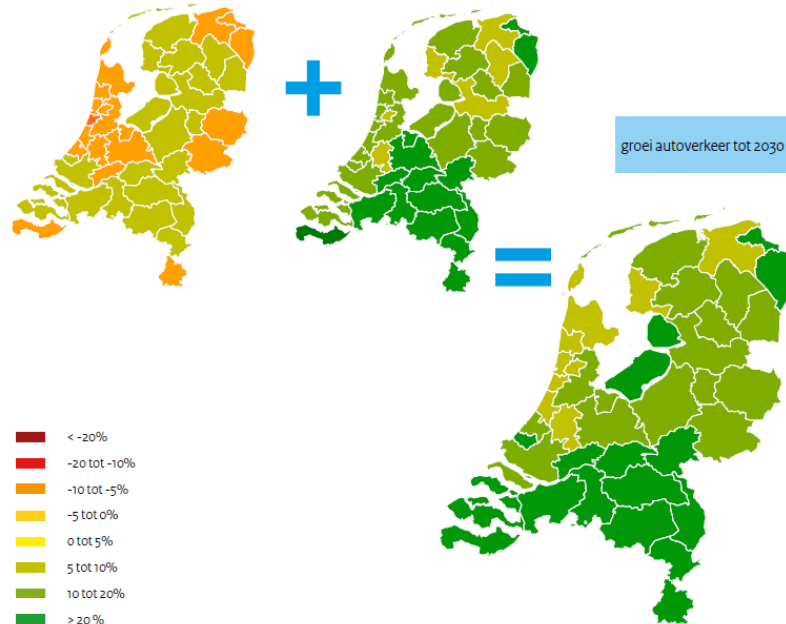 groei autoverkeer tot 2030
< -20%
-20 tot -10%
-10 tot -5%
-5 tot 0%
0 tot 5%
5 tot 10%
10 tot 20%
> 20 %